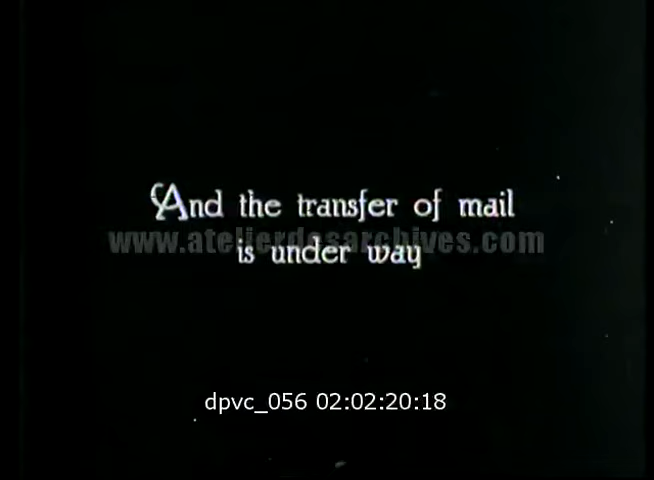 And the transfer of mail
www.atelierdesarchives.com
is under way
dpvc_056 02:02:20:18